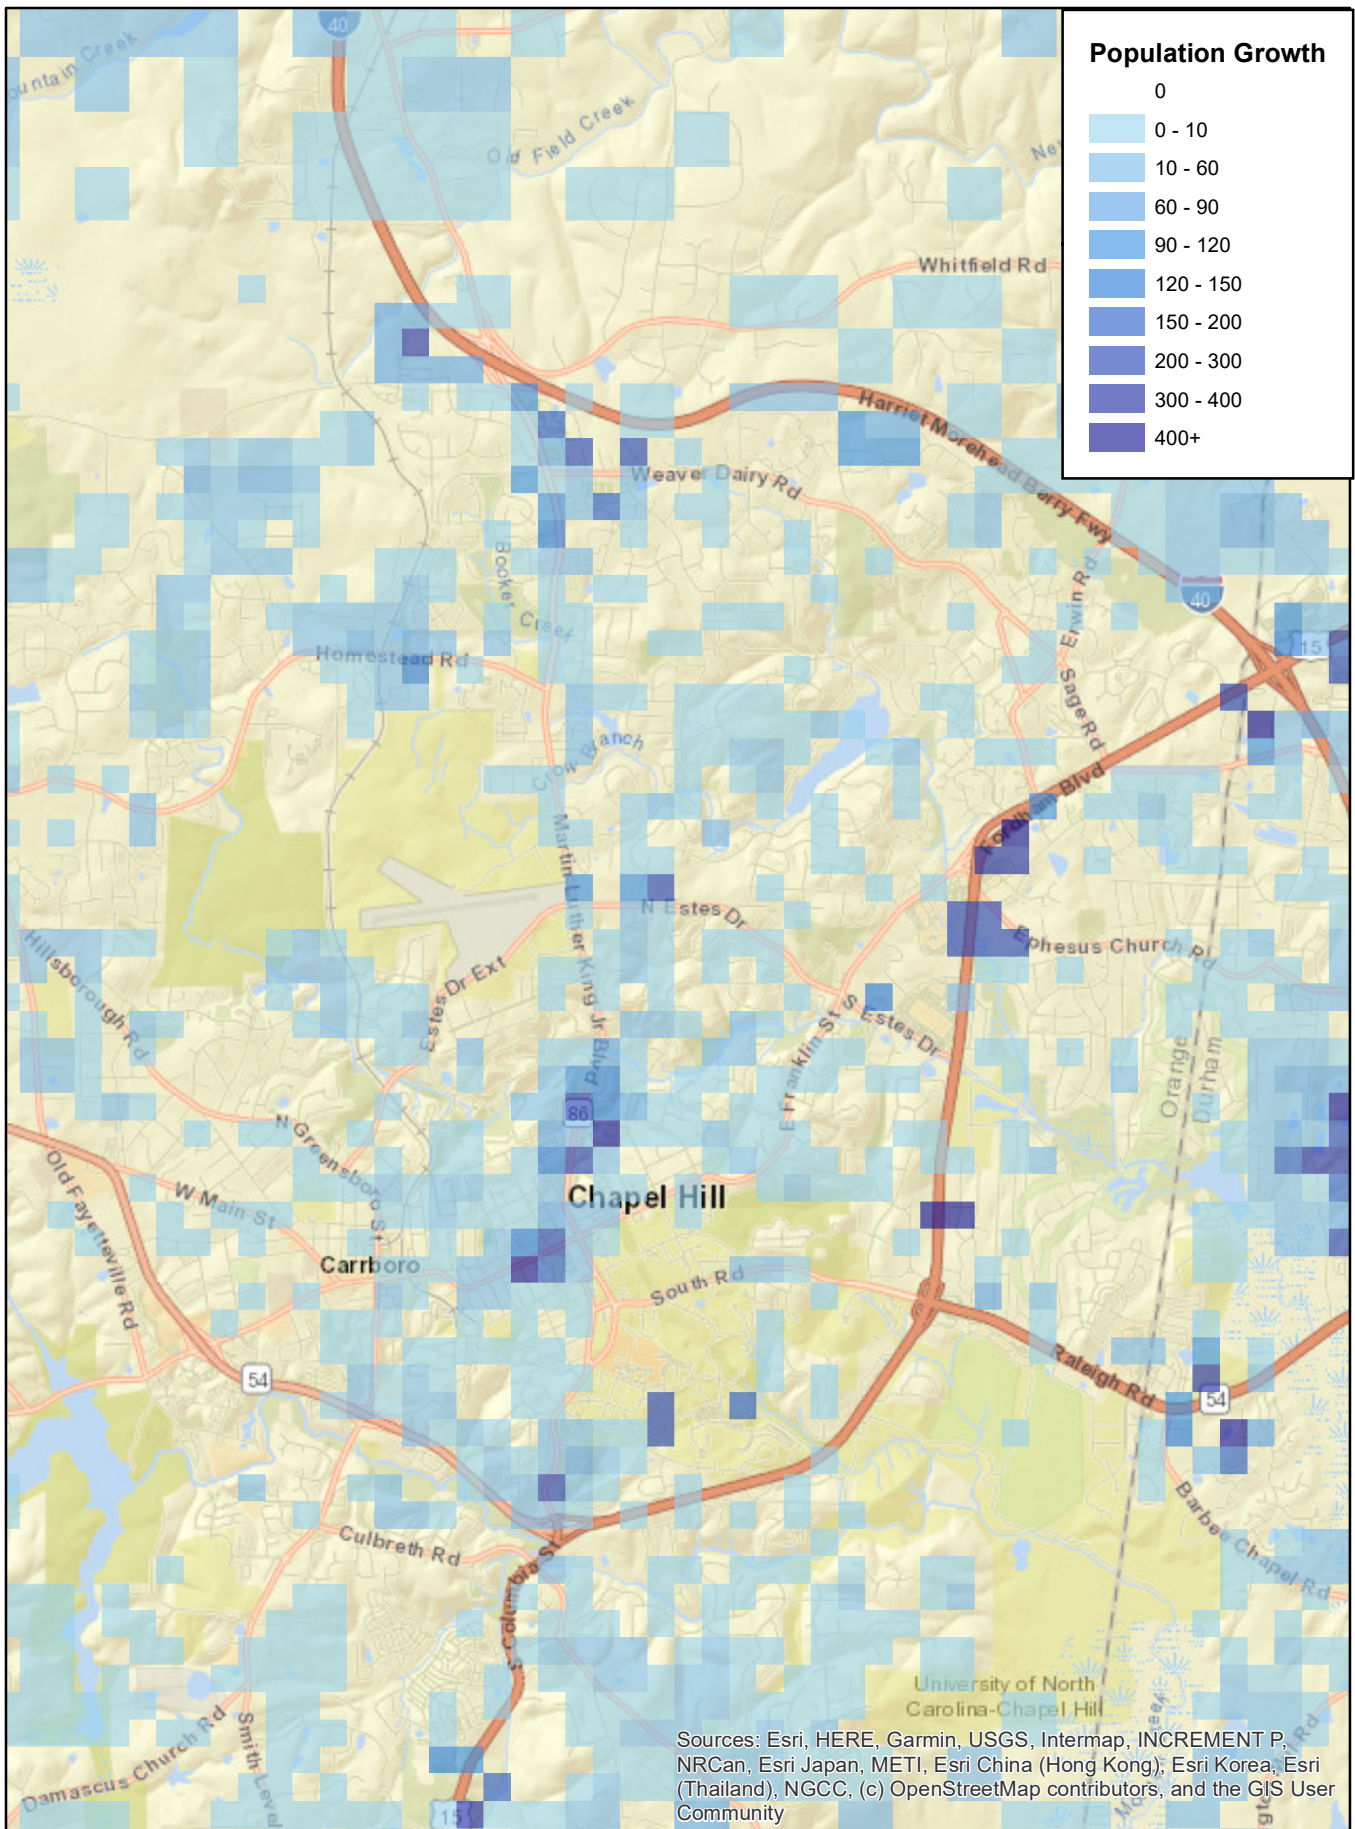 40
Population Growth
0
0 - 10
10 - 60
60 - 90
90 - 120
120 - 150
150 - 200
200 - 300
300 - 400
400+
untain Creek
Old Field Creek
Whitfield Rd
Harriet Morehead Berry Fwy
Weaver Dairy Rd
Booker Creek
Erwin Rd
40
15
Homestead Rd
Sage Rd
Crow Branch
Fordham Blvd
Martin Luther King Jr Blvd
N Estes Dr
Ephesus Church Rd
Hillsborough Rd
Estes Dr Ext
S Estes Dr
E Franklin St
Orange
Durham
86
N Greensboro St
Old Fayetteville Rd
W Main St
Chapel Hill
Carrboro
South Rd
Raleigh Rd
54
54
Barbee Chapel Rd
Culbreth Rd
S Columbia St
University of North
Carolina-Chapel Hill
Damascus Church Rd
Smith Level
15
Sources: Esri, HERE, Garmin, USGS, Intermap, INCREMENT P,
NRCan, Esri Japan, METI, Esri China (Hong Kong), Esri Korea, Esri
(Thailand), NGCC, (c) OpenStreetMap contributors, and the GIS User
Community